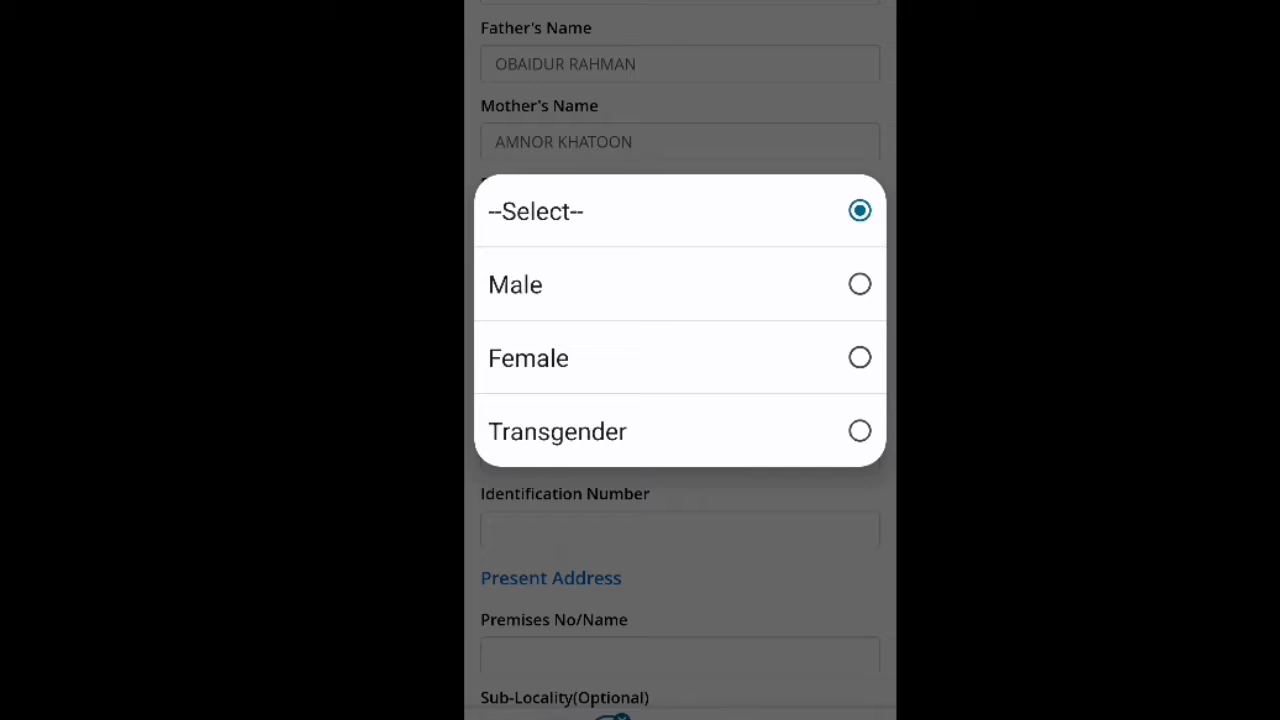 Father's Name
OBAIDUR RAHMAN
Mother's Name
AMNOR KHATOON
--Select--
Male
Female
Transgender
Identification Number
Present Address
Premises No/Name
Sub-Locality(Optional)